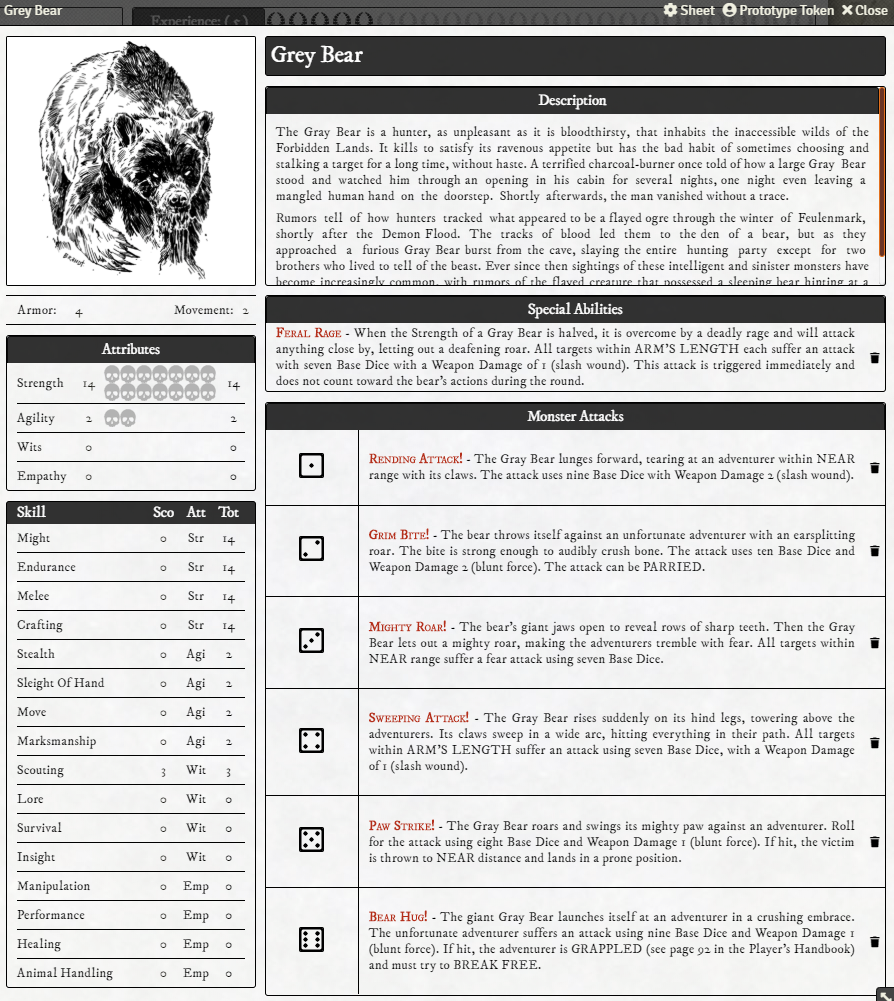 Grey Bear
Experience: ( 5 )
Sheet Prototype Token Close
Grey Bear
Description
The Gray Bear is a hunter, as unpleasant as it is bloodthirsty, that inhabits the inaccessible wilds of the
Forbidden Lands. It kills to satisfy its ravenous appetite but has the bad habit of sometimes choosing and
stalking a target for a long time, without haste. A terrified charcoal-burner once told of how a large Gray Bear
stood and watched him through an opening in his cabin for several nights, one night even leaving a
mangled human hand on the doorstep. Shortly afterwards, the man vanished without a trace.
Rumors tell of how hunters tracked what appeared to be a flayed ogre through the winter of Feulenmark,
shortly after the Demon Flood. The tracks of blood led them to the den of a bear, but as they
approached a furious Gray Bear burst from the cave, slaying the entire hunting party except for two
brothers who lived to tell of the beast. Ever since then sightings of these intelligent and sinister monsters have
become increasingly common, with rumors of the flayed creature that possessed a sleeping bear hinting at a
Armor: 4 Movement: 2
Attributes
Strength 14 14
Agility 2 2
Wits 0 0
Empathy 0 0
Skill Sco Att Tot
Might 0 Str 14
Endurance 0 Str 14
Melee 0 Str 14
Crafting 0 Str 14
Stealth 0 Agi 2
Sleight Of Hand 0 Agi 2
Move 0 Agi 2
Marksmanship 0 Agi 2
Scouting 3 Wit 3
Lore 0 Wit 0
Survival 0 Wit 0
Insight 0 Wit 0
Manipulation 0 Emp 0
Performance 0 Emp 0
Healing 0 Emp 0
Animal Handling 0 Emp 0
Special Abilities
Feral Rage - When the Strength of a Gray Bear is halved, it is overcome by a deadly rage and will attack
anything close by, letting out a deafening roar. All targets within ARM'S LENGTH each suffer an attack
with seven Base Dice with a Weapon Damage of 1 (slash wound). This attack is triggered immediately and
does not count toward the bear's actions during the round.
Monster Attacks
Rending Attack! - The Gray Bear lunges forward, tearing at an adventurer within NEAR
range with its claws. The attack uses nine Base Dice with Weapon Damage 2 (slash wound).
Grim Bite! - The bear throws itself against an unfortunate adventurer with an earsplitting
roar. The bite is strong enough to audibly crush bone. The attack uses ten Base Dice and
Weapon Damage 2 (blunt force). The attack can be PARRIED.
Mighty Roar! - The bear's giant jaws open to reveal rows of sharp teeth. Then the Gray
Bear lets out a mighty roar, making the adventurers tremble with fear. All targets within
NEAR range suffer a fear attack using seven Base Dice.
Sweeping Attack! - The Gray Bear rises suddenly on its hind legs, towering above the
adventurers. Its claws sweep in a wide arc, hitting everything in their path. All targets
within ARM'S LENGTH suffer an attack using seven Base Dice, with a Weapon Damage
of 1 (slash wound).
Paw Strike! - The Gray Bear roars and swings its mighty paw against an adventurer. Roll
for the attack using eight Base Dice and Weapon Damage 1 (blunt force). If hit, the victim
is thrown to NEAR distance and lands in a prone position.
Bear Hug! - The giant Gray Bear launches itself at an adventurer in a crushing embrace.
The unfortunate adventurer suffers an attack using nine Base Dice and Weapon Damage 1
(blunt force). If hit, the adventurer is GRAPPLED (see page 92 in the Player's Handbook)
and must try to BREAK FREE.